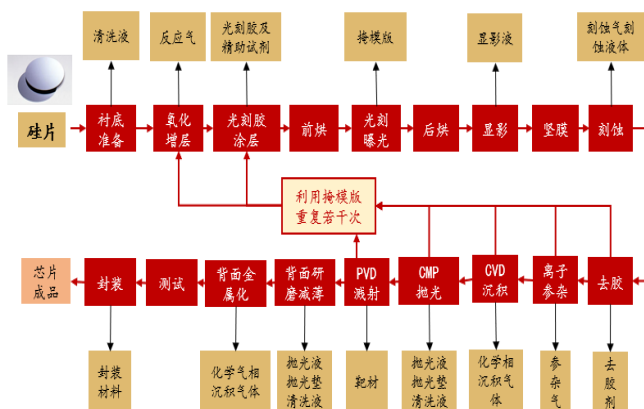 清洗液
反应气
光刻胶及
精助试剂
掩模版
显影液
刻蚀气刻
蚀液体
硅片
衬底
准备
氧化
增层
光刻胶
涂层
前烘
光刻
曝光
后烘
显影
坚膜
刻蚀
利用掩模版
重复若干次
芯片
成品
封装
测试
背面金
属化
背面研
磨减薄
PVD
溅射
CMP
抛光
CVD
沉积
离子
参杂
去胶
封装
材料
化学气相
沉积气体
抛光液
抛光垫
清洗液
靶材
抛光液
抛光垫
清洗液
化学相
沉积气
体
参
杂
气
去
胶
剂